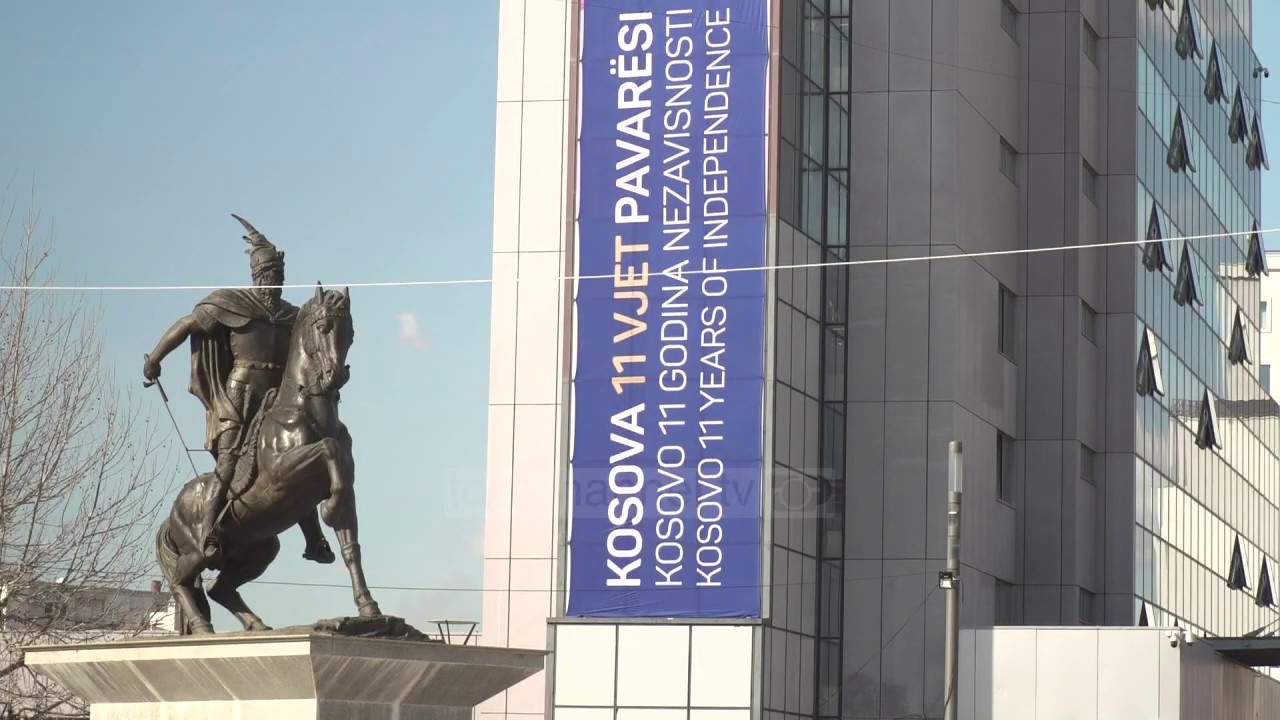 KOSOVA 11 VJET PAVARËSI
KOSOVO 11 GODINA NEZAVISNOSTI
KOSOVO 11 YEARS OF INDEPENDENCE